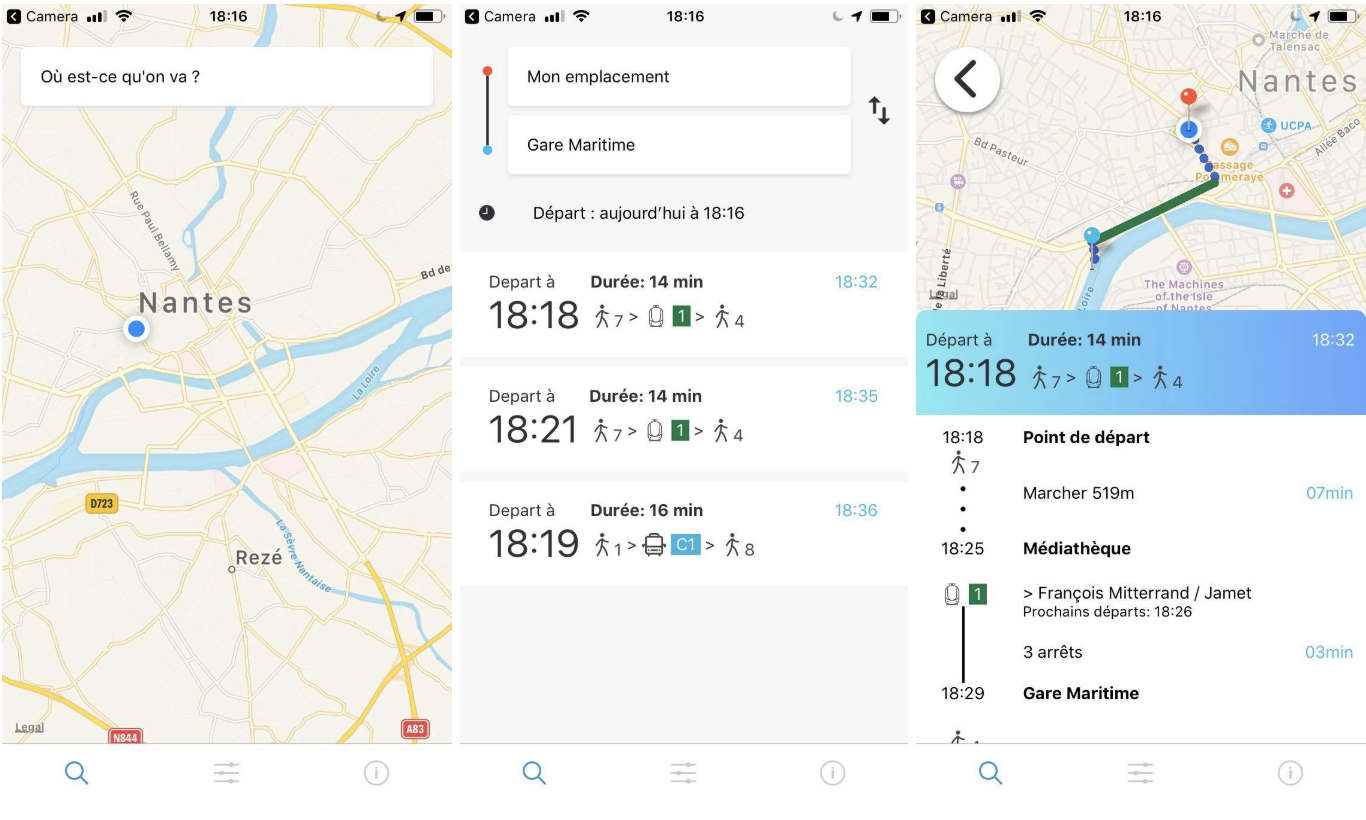 Camera
18:16
Où est-ce qu'on va ?
Rue Paul Bellamy
Bd de
Nantes
La Loire
D723
La Sèvre Nantaise
Rezé
Legal
N844
A83
Camera
18:16
Mon emplacement
Gare Maritime
Départ : aujourd'hui à 18:16
Depart à
Durée: 14 min
18:32
18:18
7 >
1 >
4
Depart à
Durée: 14 min
18:35
18:21
7 >
1 >
4
Depart à
Durée: 16 min
18:36
18:19
1 >
C1 >
8
Camera
18:16
Marché de
Talensac
Nantes
UCPA
Allée Baco
Bd Pasteur
Passage
Pommeraye
de la Liberté
Loire
The Machines
of the Isle
of Nantes
Legal
Départ à
Durée: 14 min
18:32
18:18
7 >
1 >
4
18:18
Point de départ
7
Marcher 519m
07min
18:25
Médiathèque
1
> François Mitterrand / Jamet
Prochains départs: 18:26
3 arrêts
03min
18:29
Gare Maritime